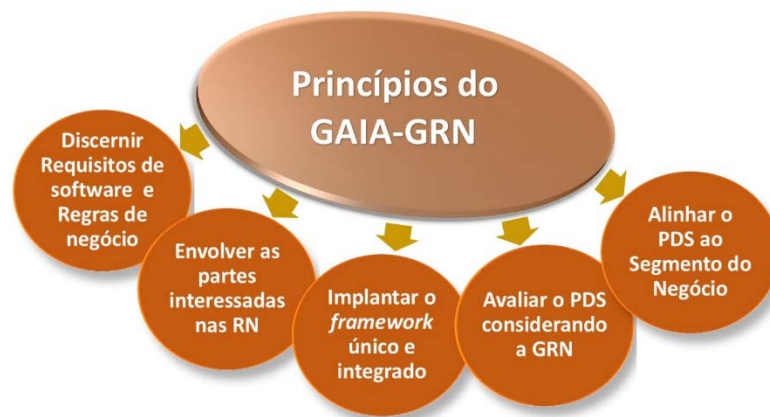 Princípios do
GAIA-GRN
Discernir
Requisitos de
software e
Regras de
negócio
Envolver as
partes
interessadas
nas RN
Implantar o
framework
único e
integrado
Avaliar o PDS
considerando
a GRN
Alinhar o
PDS ao
Segmento do
Negócio